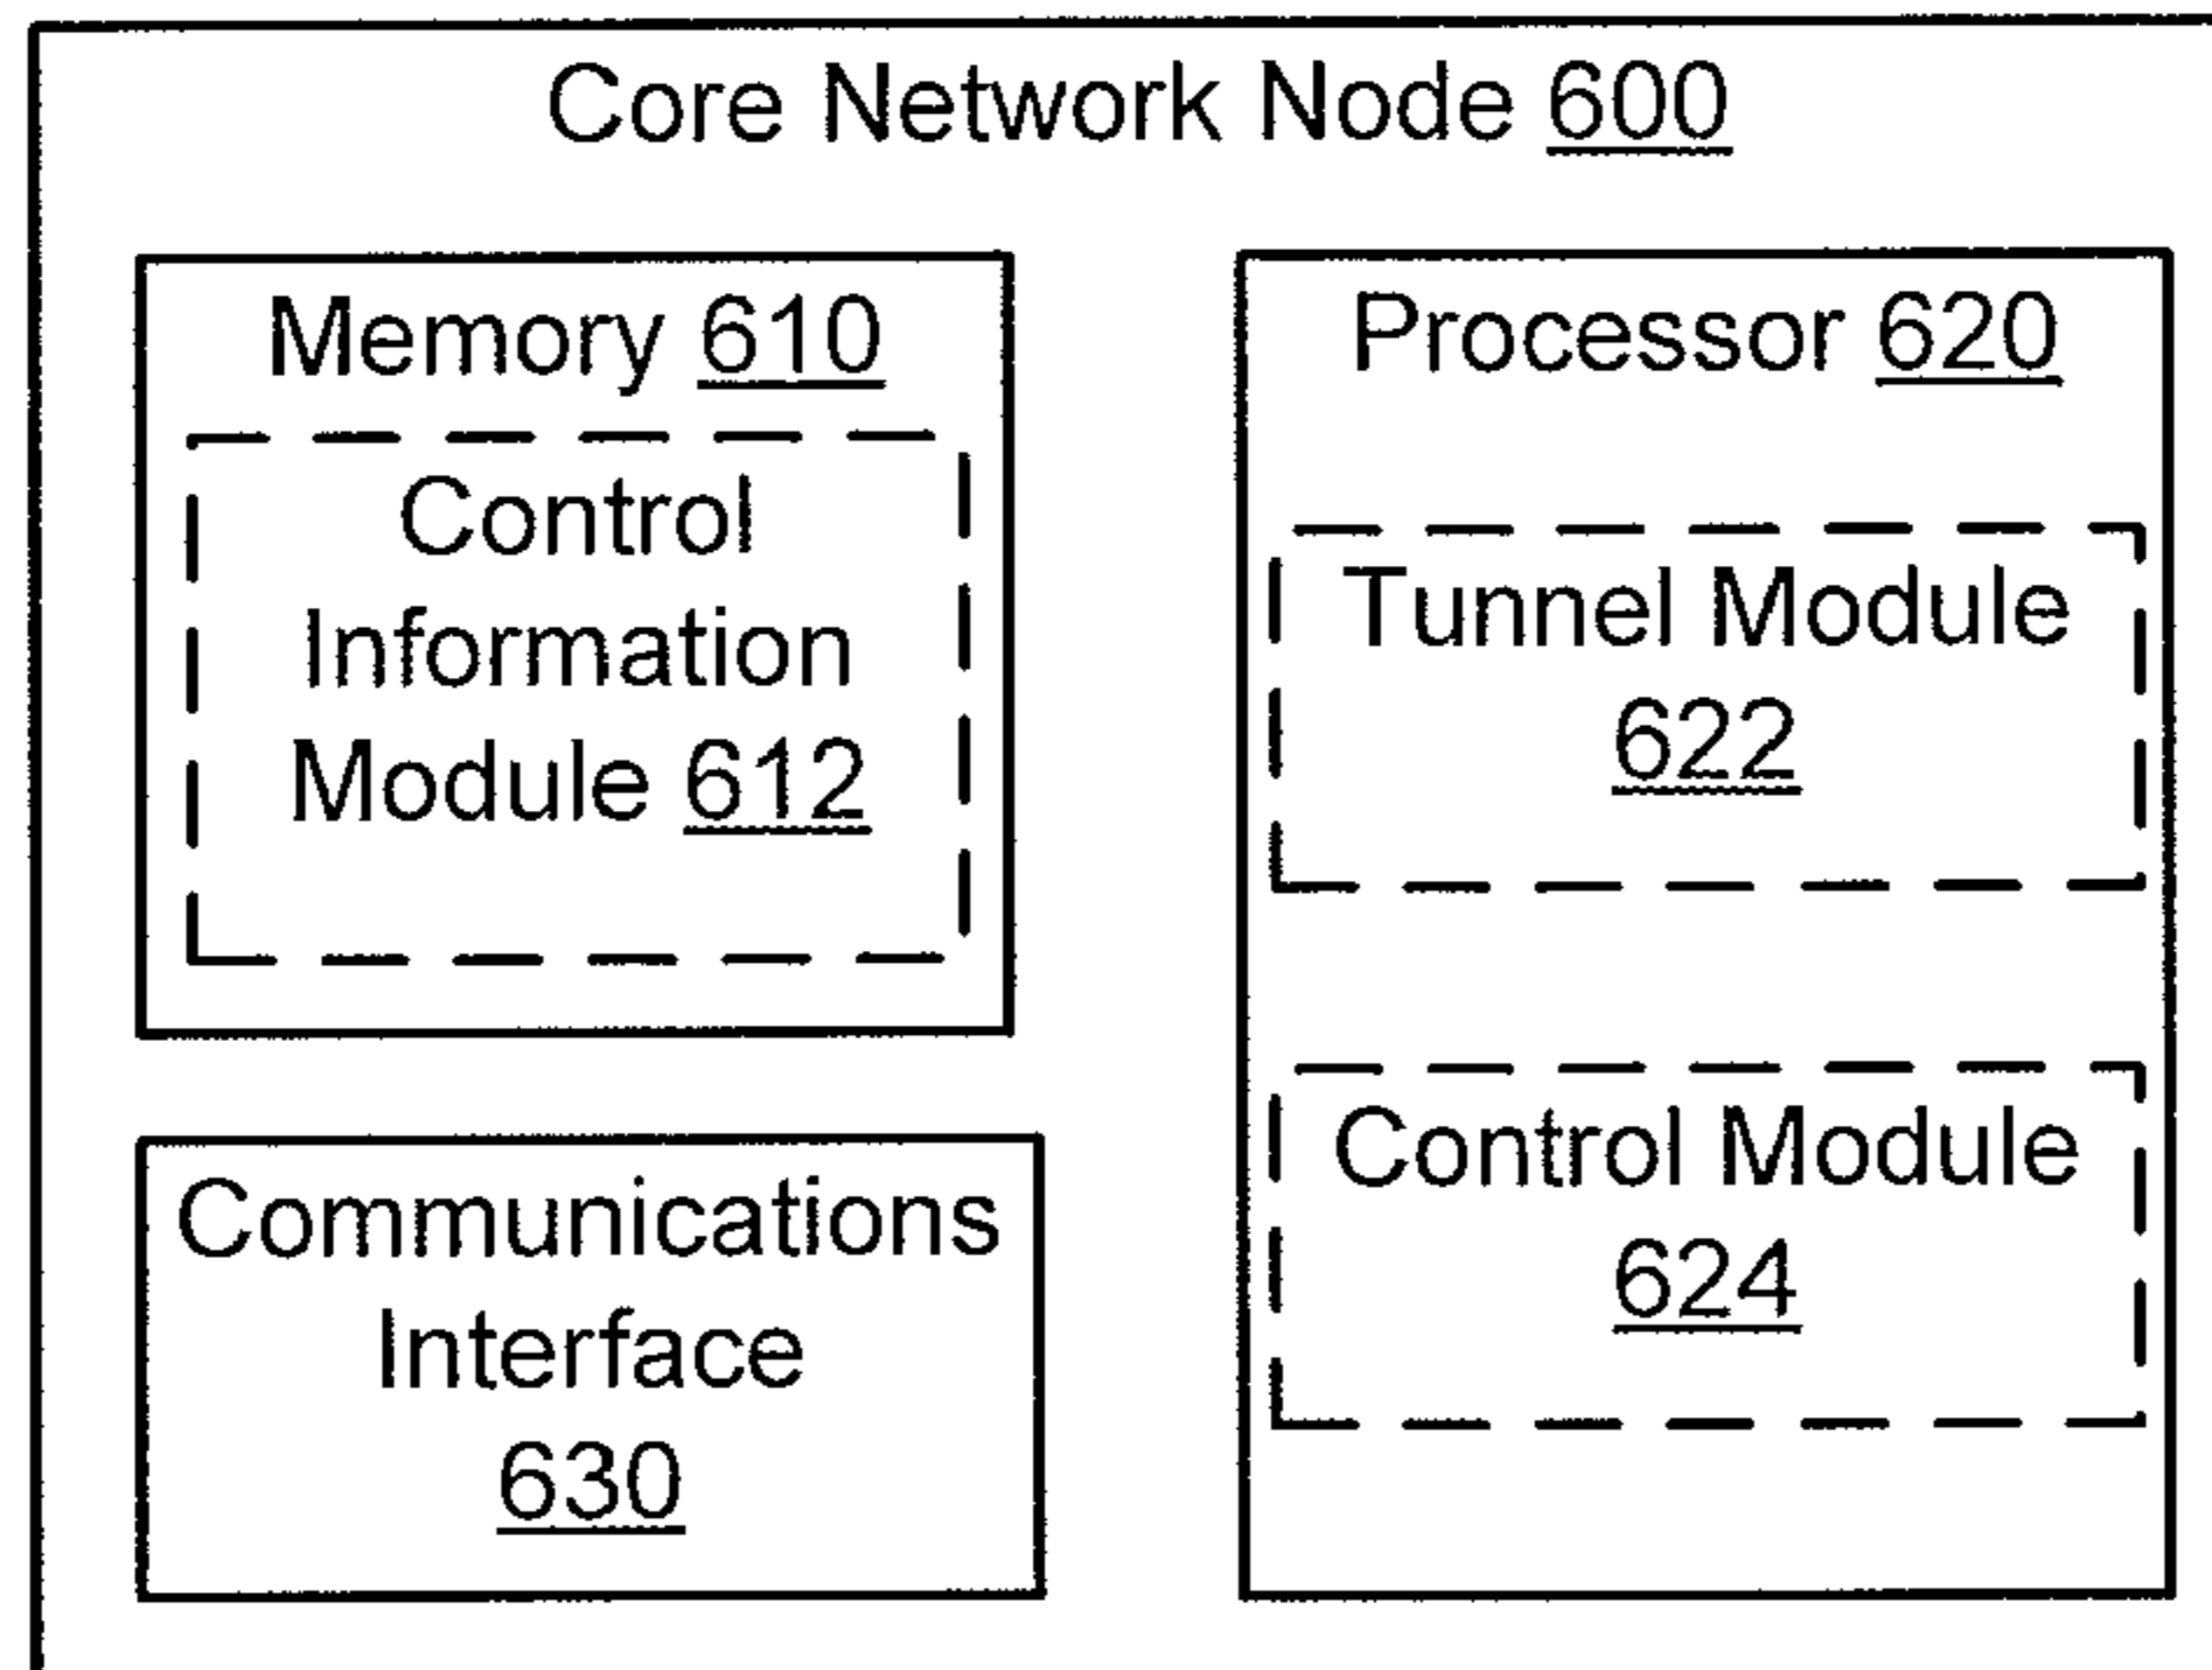 Core Network Node 600
Memory 610
Control
Information
Module 612
Communications
Interface
630
Processor 620
Tunnel Module
622
Control Module
624